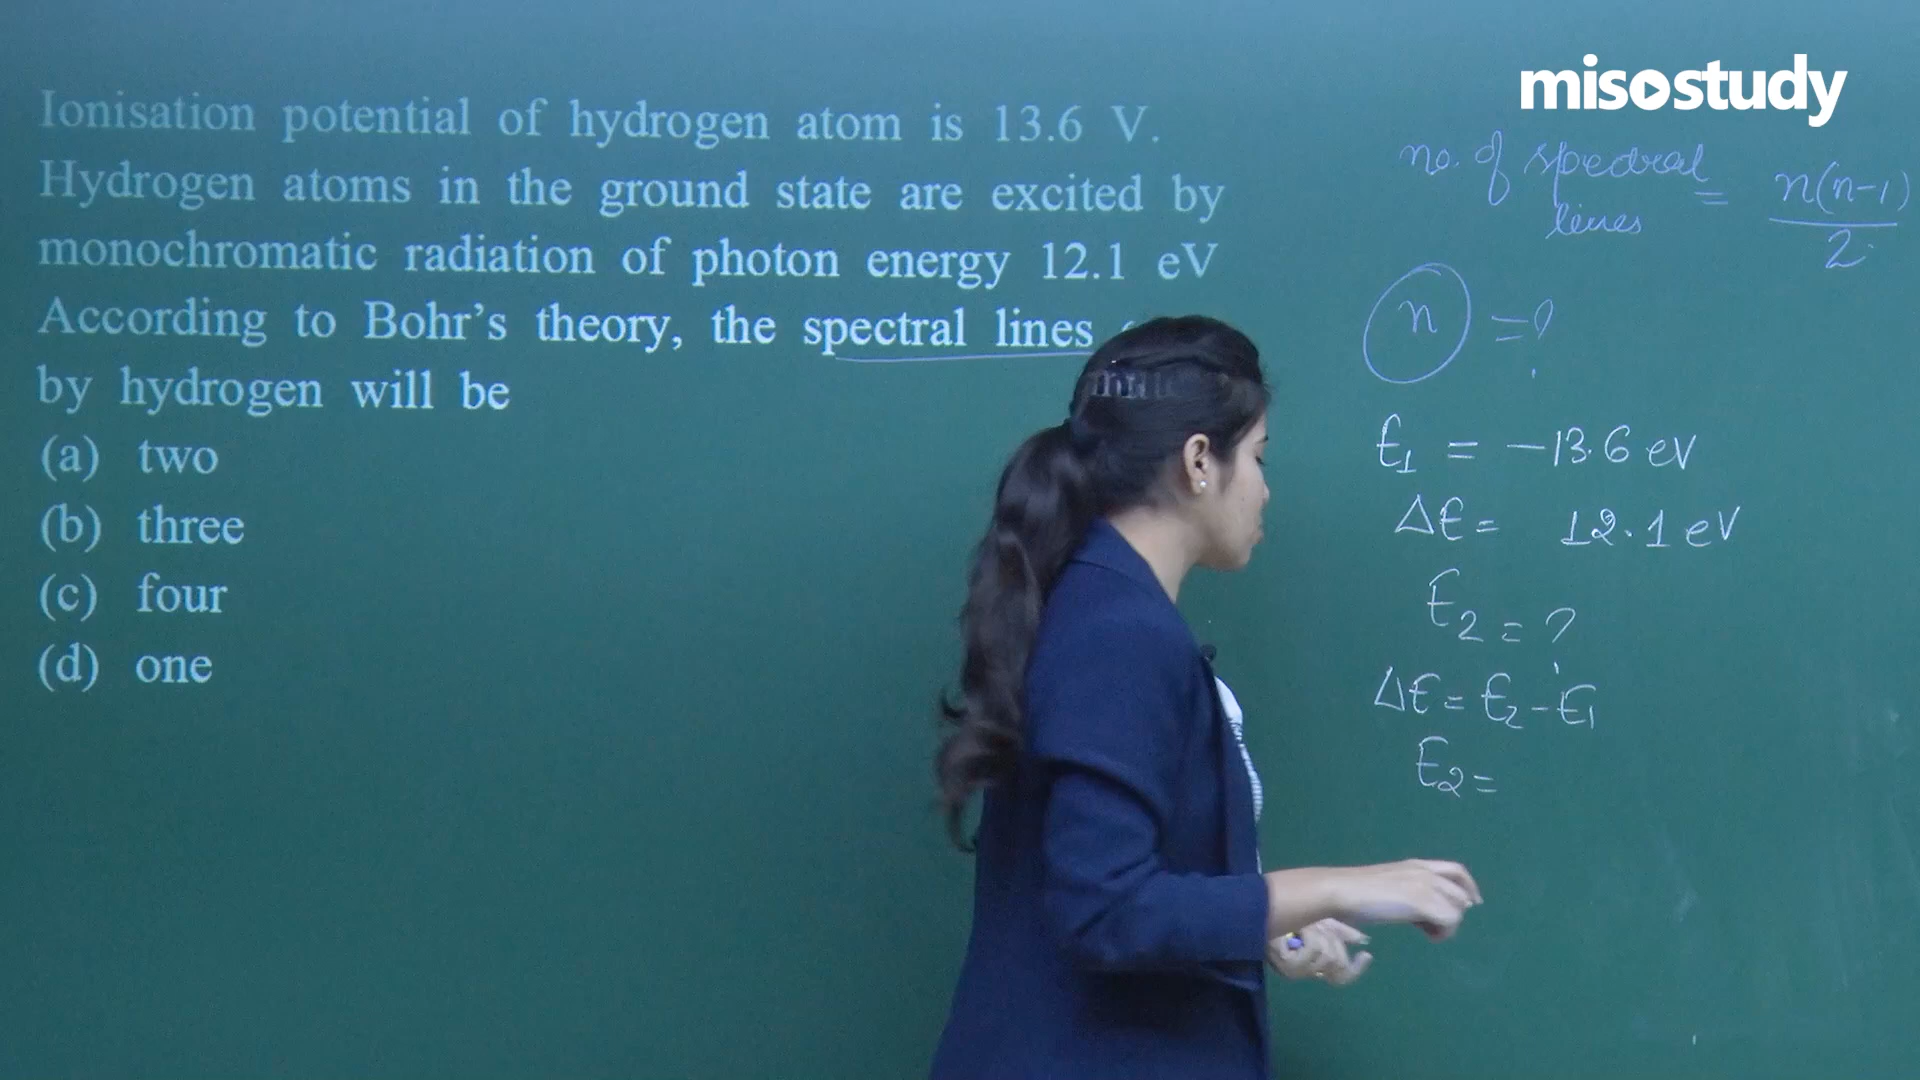 misostudy
Ionisation potential of hydrogen atom is 13.6 V.
Hydrogen atoms in the ground state are excited by
monochromatic radiation of photon energy 12.1 eV
According to Bohr's theory, the spectral lines
by hydrogen will be
(a) two
(b) three
(c) four
(d) one
no. of spectral lines = n(n-1)/2
n = ?
E₁ = -13.6 eV
ΔE = 12.1 eV
E₂ = ?
ΔE = E₂ - E₁
E₂ =